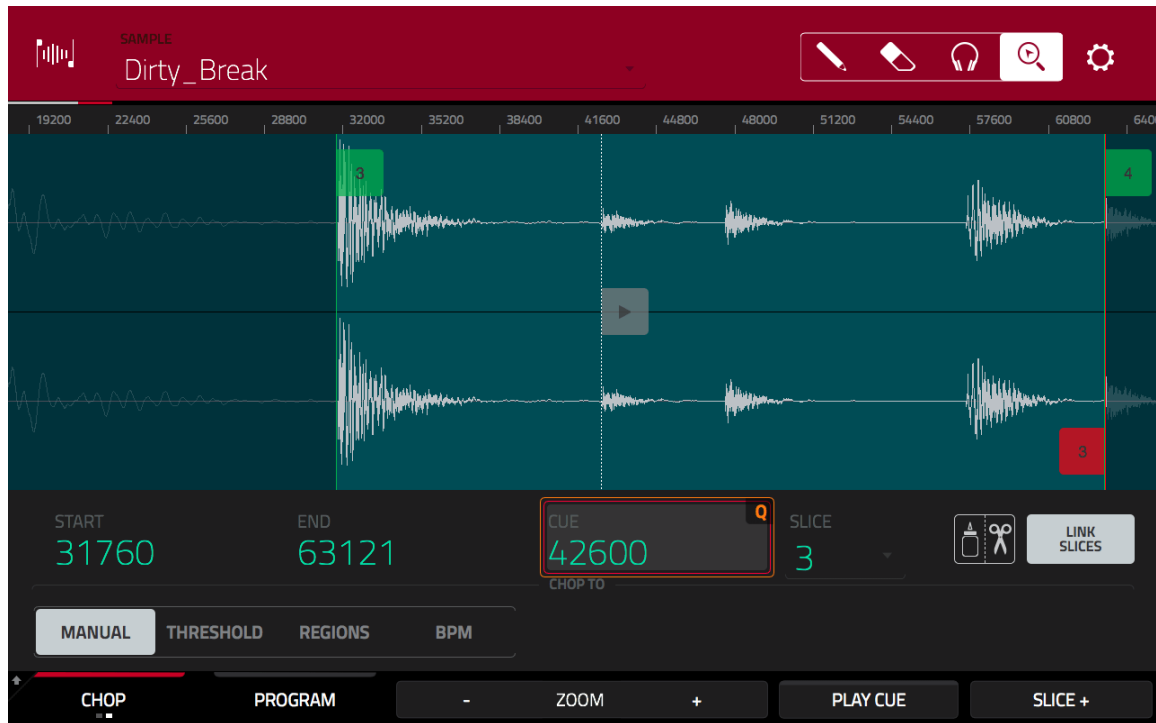 SAMPLE
Dirty_Break
19200 22400 25600 28800 32000 35200 38400 41600 44800 48000 51200 54400 57600 60800 640
3 4
3
START END CUE Q SLICE
31760 63121 42600 3
LINK
SLICES
CHOP TO
MANUAL THRESHOLD REGIONS BPM
CHOP PROGRAM - ZOOM + PLAY CUE SLICE +